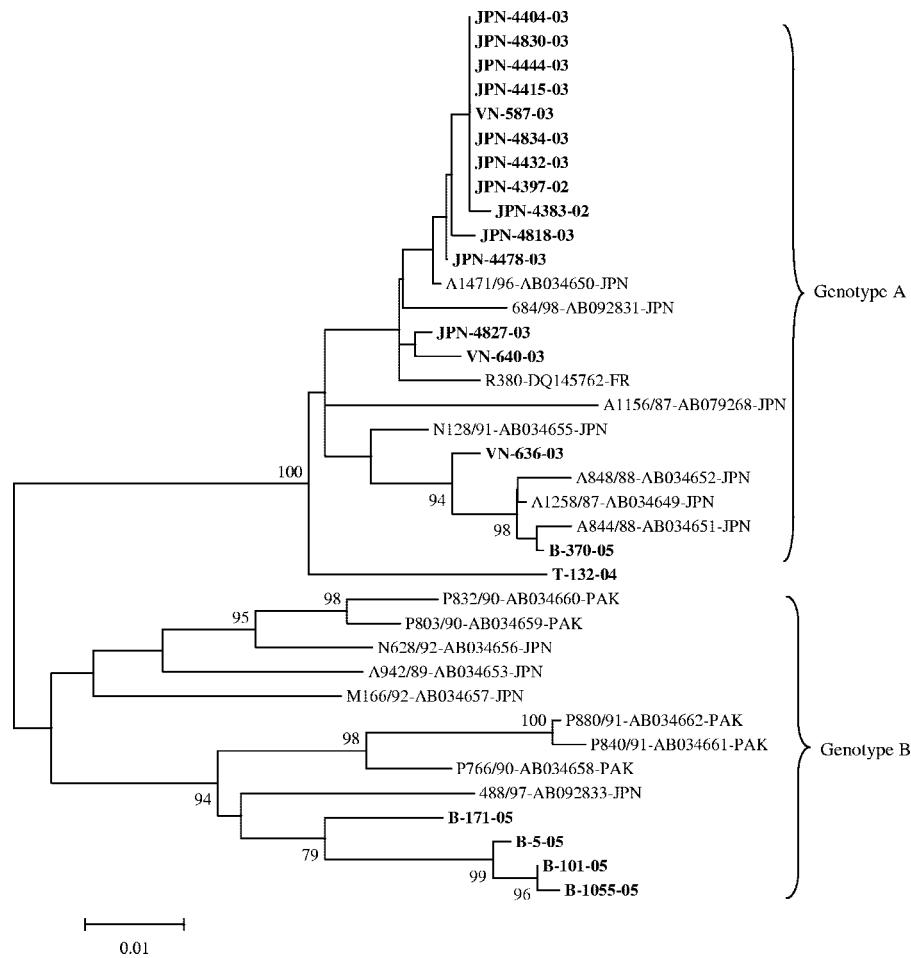 JPN-4404-03
JPN-4830-03
JPN-4444-03
JPN-4415-03
VN-587-03
JPN-4834-03
JPN-4432-03
JPN-4397-02
JPN-4383-02
JPN-4818-03
JPN-4478-03
A1471/96-AB034650-JPN
684/98-AB092831-JPN
JPN-4827-03
VN-640-03
R380-DQ145762-FR
A1156/87-AB079268-JPN
N128/91-AB034655-JPN
VN-636-03
A848/88-AB034652-JPN
A1258/87-AB034649-JPN
A844/88-AB034651-JPN
B-370-05
T-132-04
100
94
98
Genotype A
P832/90-AB034660-PAK
P803/90-AB034659-PAK
N628/92-AB034656-JPN
A942/89-AB034653-JPN
M166/92-AB034657-JPN
P880/91-AB034662-PAK
P840/91-AB034661-PAK
P766/90-AB034658-PAK
488/97-AB092833-JPN
B-171-05
B-5-05
B-101-05
B-1055-05
98
95
100
98
94
79
99
96
Genotype B
0.01